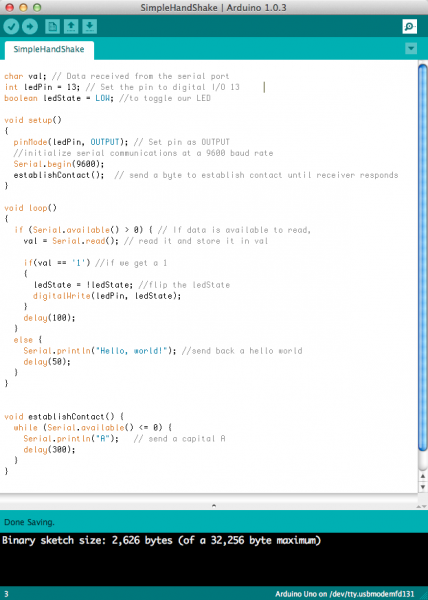 SimpleHandShake | Arduino 1.0.3
SimpleHandShake
char val; // Data received from the serial port
int ledPin = 13; // Set the pin to digital I/O 13
boolean ledState = LOW; //to toggle our LED
void setup()
{
  pinMode(ledPin, OUTPUT); // Set pin as OUTPUT
  //initialize serial communications at a 9600 baud rate
  Serial.begin(9600);
  establishContact();  // send a byte to establish contact until receiver responds
}
void loop()
{
  if (Serial.available() > 0) { // If data is available to read,
    val = Serial.read(); // read it and store it in val
    if(val == '1') //if we get a 1
    {
      ledState = !ledState; //flip the ledState
      digitalWrite(ledPin, ledState);
    }
    delay(100);
  }
  else {
    Serial.println("Hello, world!"); //send back a hello world
    delay(50);
  }
}
void establishContact() {
  while (Serial.available() <= 0) {
    Serial.println("A");   // send a capital A
    delay(300);
  }
}
Done Saving.
Binary sketch size: 2,626 bytes (of a 32,256 byte maximum)
3 Arduino Uno on /dev/tty.usbmodemfd131